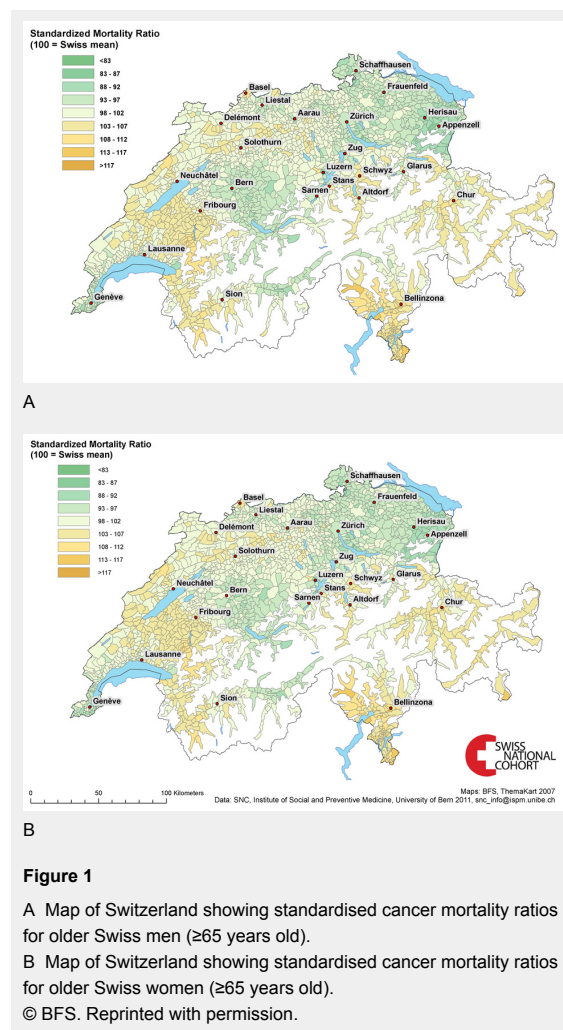 Standardized Mortality Ratio
(100 = Swiss mean)
<83
83 - 87
88 - 92
93 - 97
98 - 102
103 - 107
108 - 112
113 - 117
>117
Schaffhausen
Basel
Frauenfeld
Liestal
Delémont
Aarau
Zürich
Herisau
Appenzell
Solothurn
Zug
Neuchâtel
Luzern
Schwyz
Glarus
Bern
Stans
Sarnen
Altdorf
Chur
Fribourg
Lausanne
Sion
Genève
Bellinzona
A
Standardized Mortality Ratio
(100 = Swiss mean)
<83
83 - 87
88 - 92
93 - 97
98 - 102
103 - 107
108 - 112
113 - 117
>117
Schaffhausen
Basel
Frauenfeld
Liestal
Delémont
Aarau
Zürich
Herisau
Appenzell
Solothurn
Zug
Neuchâtel
Luzern
Schwyz
Glarus
Bern
Stans
Sarnen
Altdorf
Chur
Fribourg
Lausanne
Sion
Genève
Bellinzona
SWISS
NATIONAL
COHORT
0 50 100 Kilometers
Maps: BFS, ThemaKart 2007
Data: SNC, Institute of Social and Preventive Medicine, University of Bern 2011, snc_info@ispm.unibe.ch
B
Figure 1
A Map of Switzerland showing standardised cancer mortality ratios
for older Swiss men (≥65 years old).
B Map of Switzerland showing standardised cancer mortality ratios
for older Swiss women (≥65 years old).
© BFS. Reprinted with permission.